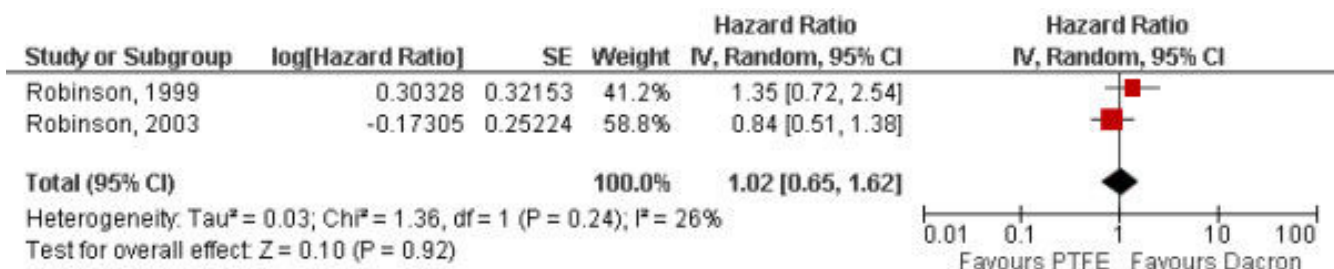 Hazard Ratio Hazard Ratio
Study or Subgroup log[Hazard Ratio] SE Weight IV, Random, 95% CI IV, Random, 95% CI
Robinson, 1999 0.30328 0.32153 41.2% 1.35 [0.72, 2.54]
Robinson, 2003 -0.17305 0.25224 58.8% 0.84 [0.51, 1.38]
Total (95% CI) 100.0% 1.02 [0.65, 1.62]
Heterogeneity: Tau² = 0.03; Chi² = 1.36, df = 1 (P = 0.24); I² = 26%
Test for overall effect: Z = 0.10 (P = 0.92)
0.01 0.1 1 10 100
Favours PTFE Favours Dacron